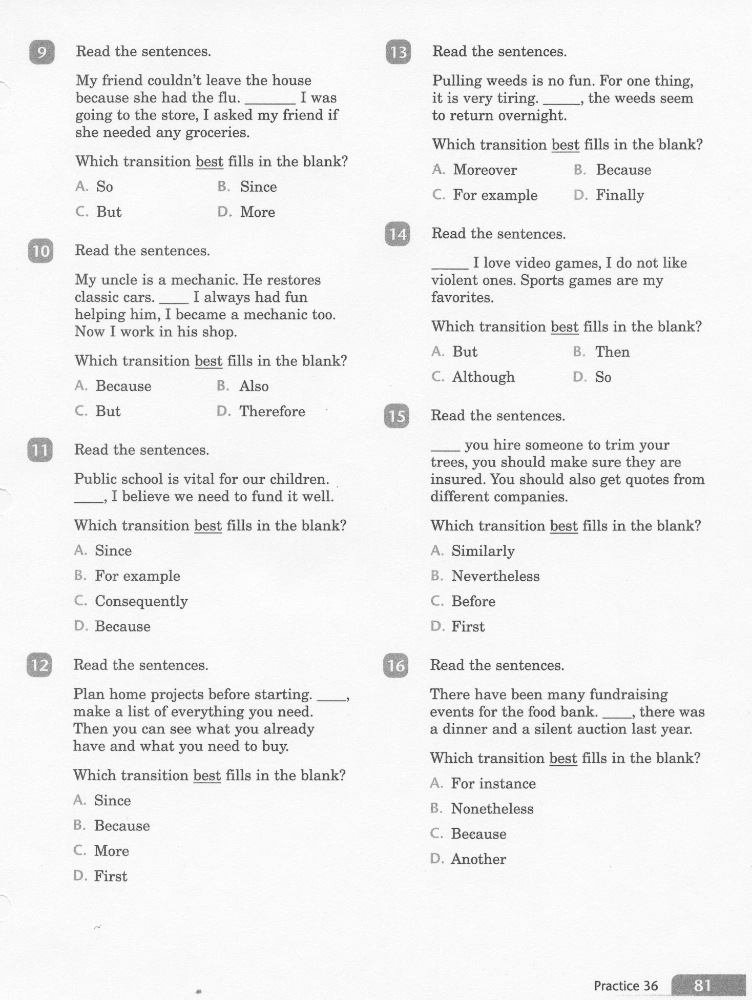 9 Read the sentences.
My friend couldn't leave the house
because she had the flu. _______ I was
going to the store, I asked my friend if
she needed any groceries.
Which transition best fills in the blank?
A. So B. Since
C. But D. More
10 Read the sentences.
My uncle is a mechanic. He restores
classic cars. ____ I always had fun
helping him, I became a mechanic too.
Now I work in his shop.
Which transition best fills in the blank?
A. Because B. Also
C. But D. Therefore
11 Read the sentences.
Public school is vital for our children.
____, I believe we need to fund it well.
Which transition best fills in the blank?
A. Since
B. For example
C. Consequently
D. Because
12 Read the sentences.
Plan home projects before starting. ____,
make a list of everything you need.
Then you can see what you already
have and what you need to buy.
Which transition best fills in the blank?
A. Since
B. Because
C. More
D. First
13 Read the sentences.
Pulling weeds is no fun. For one thing,
it is very tiring. _____, the weeds seem
to return overnight.
Which transition best fills in the blank?
A. Moreover B. Because
C. For example D. Finally
14 Read the sentences.
_____ I love video games, I do not like
violent ones. Sports games are my
favorites.
Which transition best fills in the blank?
A. But B. Then
C. Although D. So
15 Read the sentences.
____ you hire someone to trim your
trees, you should make sure they are
insured. You should also get quotes from
different companies.
Which transition best fills in the blank?
A. Similarly
B. Nevertheless
C. Before
D. First
16 Read the sentences.
There have been many fundraising
events for the food bank. ____, there was
a dinner and a silent auction last year.
Which transition best fills in the blank?
A. For instance
B. Nonetheless
C. Because
D. Another
Practice 36 81